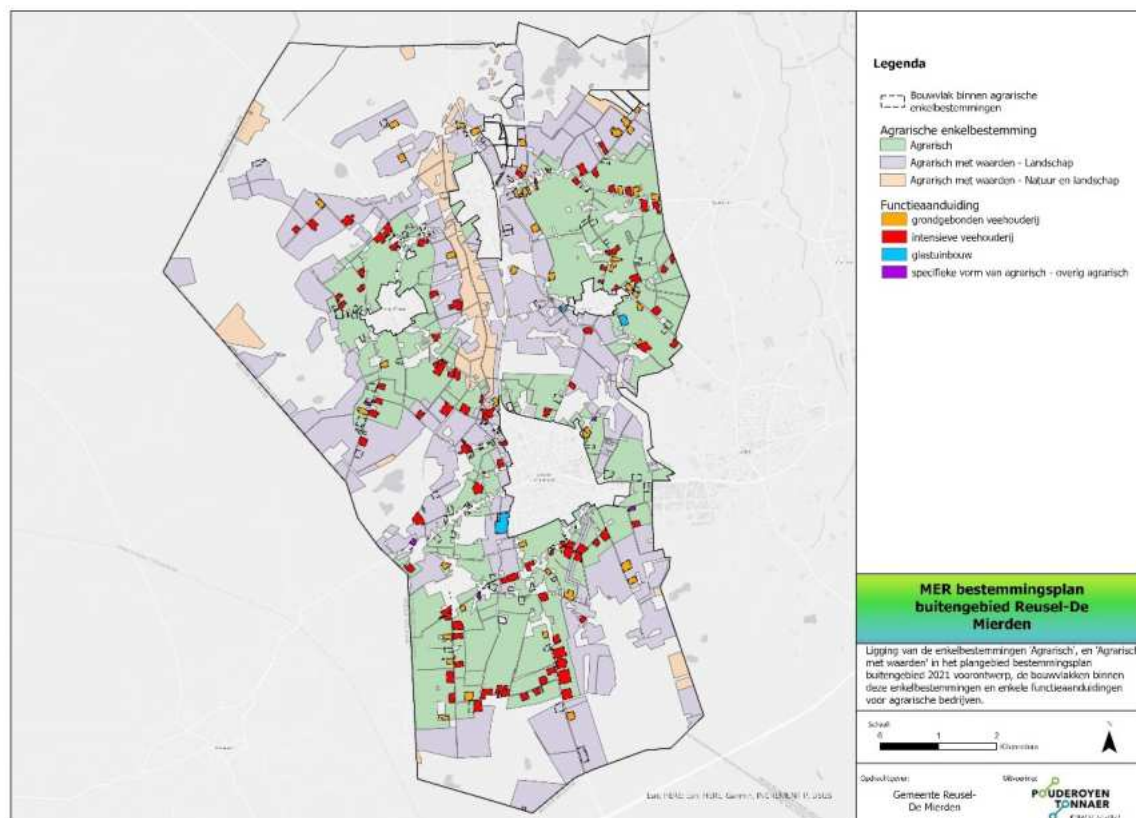 Legenda
Bouwvlak binnen agrarische
enkelbestemmingen
Agrarische enkelbestemming
Agrarisch
Agrarisch met waarden - Landschap
Agrarisch met waarden - Natuur en landschap
Functieaanduiding
grondgebonden veehouderij
intensieve veehouderij
glastuinbouw
specifieke vorm van agrarisch - overig agrarisch
MER bestemmingsplan
buitengebied Reusel-De
Mierden
Ligging van de enkelbestemmingen 'Agrarisch', en 'Agrarisch
met waarden' in het plangebied bestemmingsplan
buitengebied 2021 voorontwerp, de bouwvlakken binnen
deze enkelbestemmingen en enkele functieaanduidingen
voor agrarische bedrijven.
Schaal:
0 1 2
Kilometers
N
Opdrachtgever:
Gemeente Reusel-
De Mierden
Uitvoering:
POUDEROYEN
TONNAER